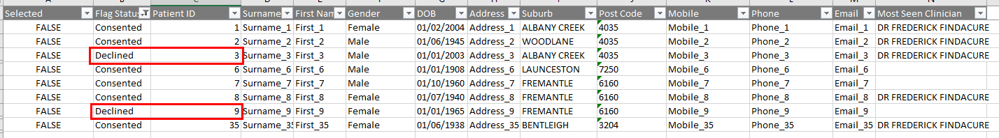 Selected Flag Status Patient ID Surname First Nam Gender DOB Address Suburb Post Code Mobile Phone Email Most Seen Clinician
FALSE Consented 1 Surname_1 First_1 Female 01/02/2004 Address_1 ALBANY CREEK 4035 Mobile_1 Phone_1 Email_1 DR FREDERICK FINDACURE
FALSE Consented 2 Surname_2 First_2 Male 01/06/1945 Address_2 WOODLANE 4035 Mobile_2 Phone_2 Email_2 DR FREDERICK FINDACURE
FALSE Declined 3 Surname_3 First_3 Male 01/01/2003 Address_3 ALBANY CREEK 4035 Mobile_3 Phone_3 Email_3 DR FREDERICK FINDACURE
FALSE Consented 6 Surname_6 First_6 Male 01/01/1908 Address_6 LAUNCESTON 7250 Mobile_6 Phone_6 Email_6
FALSE Consented 7 Surname_7 First_7 Male 01/10/1960 Address_7 FREMANTLE 6160 Mobile_7 Phone_7 Email_7
FALSE Consented 8 Surname_8 First_8 Female 01/07/1940 Address_8 FREMANTLE 6160 Mobile_8 Phone_8 Email_8 DR FREDERICK FINDACURE
FALSE Declined 9 Surname_9 First_9 Female 01/01/1965 Address_9 FREMANTLE 6160 Mobile_9 Phone_9 Email_9
FALSE Consented 35 Surname_35 First_35 Female 01/06/1938 Address_35 BENTLEIGH 3204 Mobile_35 Phone_35 Email_35 DR FREDERICK FINDACURE